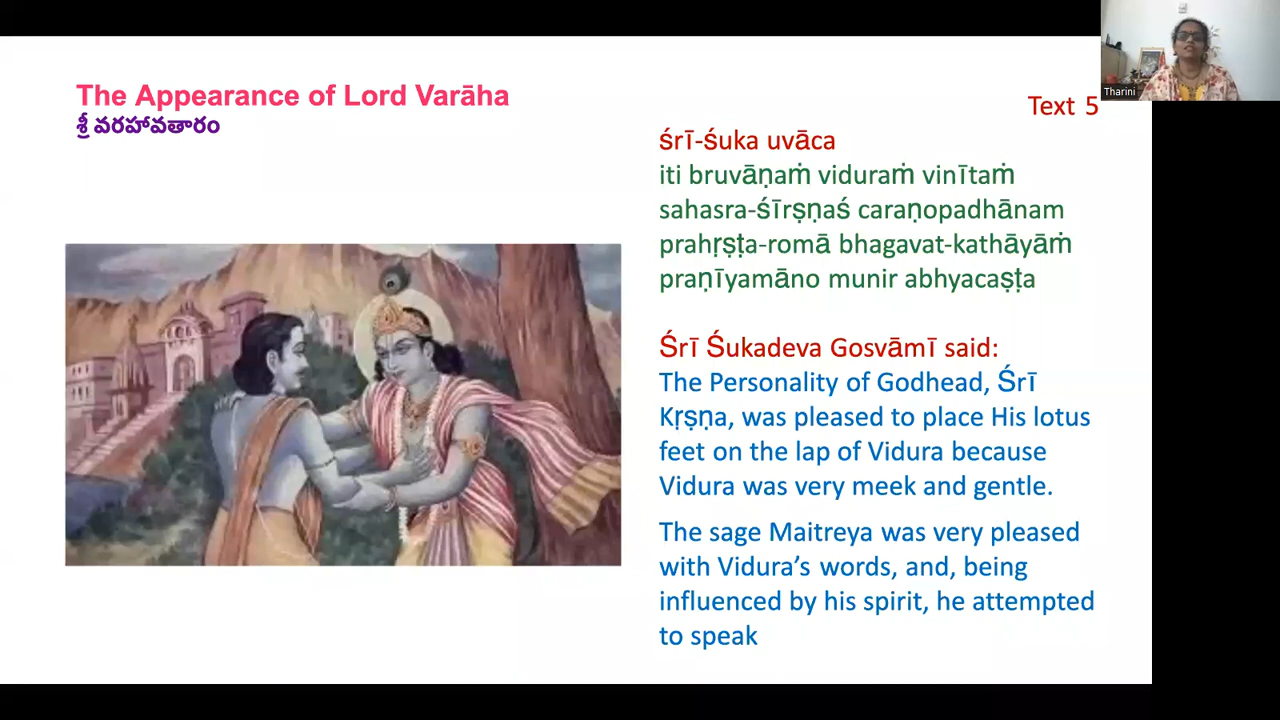 The Appearance of Lord Varāha
శ్రీ వరహావతారం
Text 5
śrī-śuka uvāca
iti bruvāṇaṁ viduraṁ vinītaṁ
sahasra-śīrṣṇaś caraṇopadhānam
prahṛṣṭa-romā bhagavat-kathāyāṁ
praṇīyamāno munir abhyacaṣṭa
Śrī Śukadeva Gosvāmī said:
The Personality of Godhead, Śrī
Kṛṣṇa, was pleased to place His lotus
feet on the lap of Vidura because
Vidura was very meek and gentle.
The sage Maitreya was very pleased
with Vidura’s words, and, being
influenced by his spirit, he attempted
to speak
Tharini